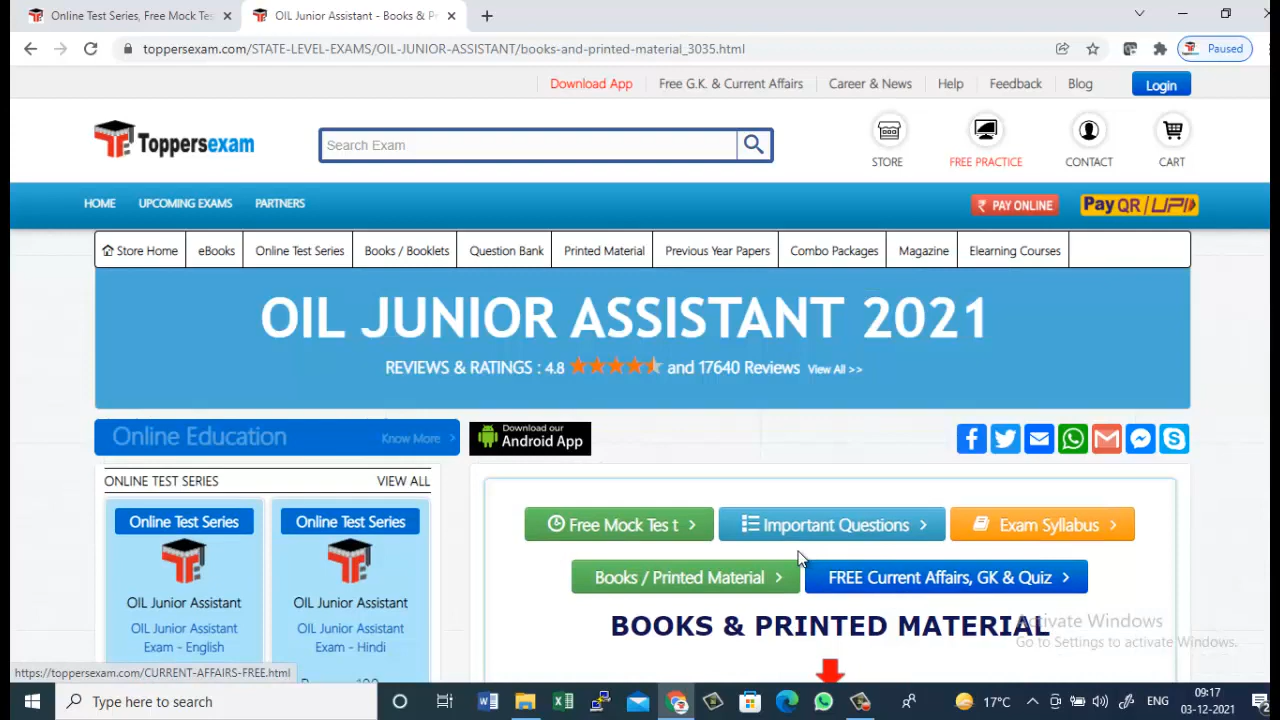 Online Test Series, Free Mock Tes
OIL Junior Assistant - Books & P
toppersexam.com/STATE-LEVEL-EXAMS/OIL-JUNIOR-ASSISTANT/books-and-printed-material_3035.html
Paused
Download App
Free G.K. & Current Affairs
Career & News
Help
Feedback
Blog
Login
Toppersexam
Search Exam
STORE
FREE PRACTICE
CONTACT
CART
HOME
UPCOMING EXAMS
PARTNERS
₹ PAY ONLINE
Pay QR / UPI
Store Home
eBooks
Online Test Series
Books / Booklets
Question Bank
Printed Material
Previous Year Papers
Combo Packages
Magazine
Elearning Courses
OIL JUNIOR ASSISTANT 2021
REVIEWS & RATINGS : 4.8 and 17640 Reviews View All >>
Online Education
Know More >
Download our
Android App
ONLINE TEST SERIES
VIEW ALL
Online Test Series
OIL Junior Assistant
OIL Junior Assistant
Exam - English
Online Test Series
OIL Junior Assistant
OIL Junior Assistant
Exam - Hindi
Free Mock Tes t >
Important Questions >
Exam Syllabus >
Books / Printed Material >
FREE Current Affairs, GK & Quiz >
BOOKS & PRINTED MATERIAL
Activate Windows
Go to Settings to activate Windows.
https://toppersexam.com/CURRENT-AFFAIRS-FREE.html
Type here to search
17°C
ENG
09:17
03-12-2021
2